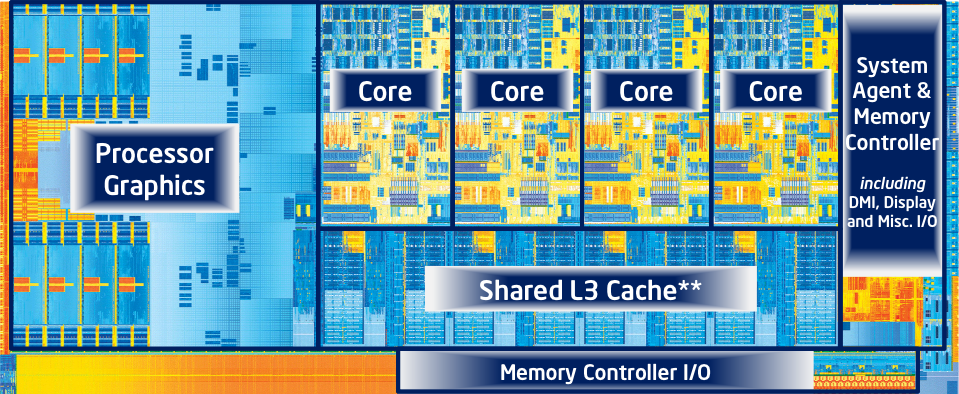 Processor
Graphics
Core
Core
Core
Core
System
Agent &
Memory
Controller
including
DMI, Display
and Misc. I/O
Shared L3 Cache**
Memory Controller I/O